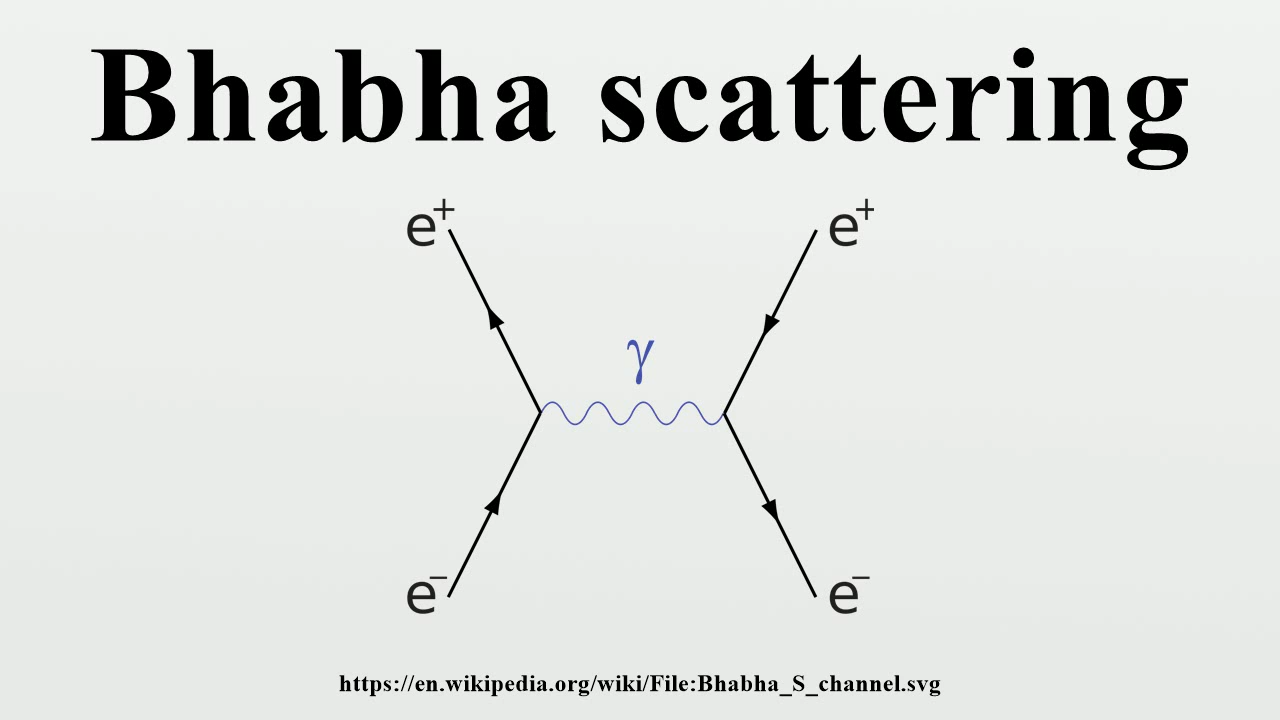 Bhabha scattering
e⁺ e⁺
γ
e⁻ e⁻
https://en.wikipedia.org/wiki/File:Bhabha_S_channel.svg